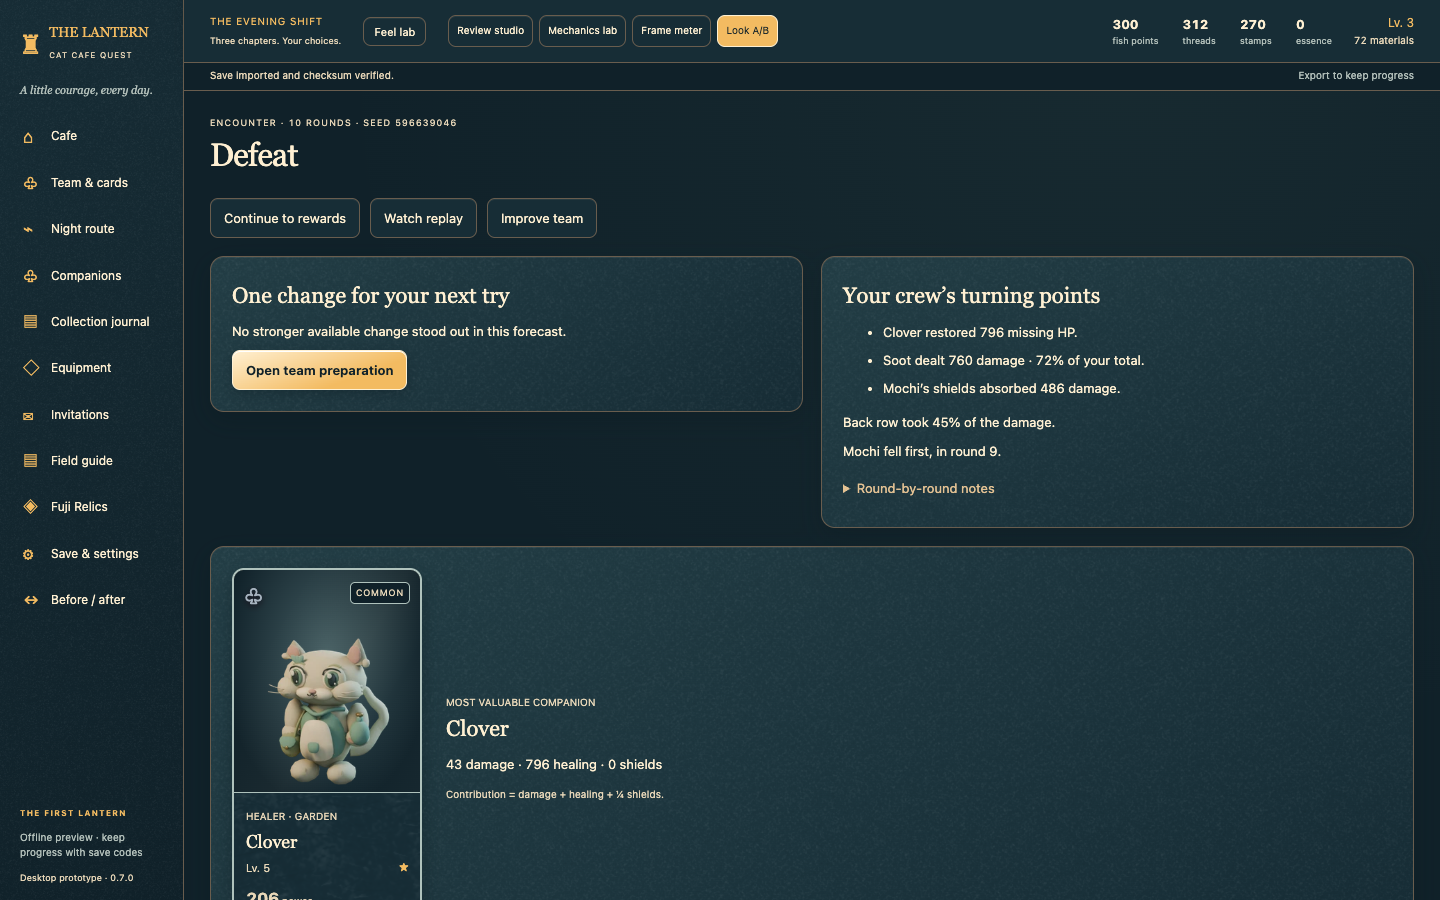 THE LANTERN
CAT CAFE QUEST
A little courage, every day.
Cafe
Team & cards
Night route
Companions
Collection journal
Equipment
Invitations
Field guide
Fuji Relics
Save & settings
Before / after
THE FIRST LANTERN
Offline preview · keep
progress with save codes
Desktop prototype · 0.7.0
THE EVENING SHIFT
Three chapters. Your choices.
Feel lab
Review studio
Mechanics lab
Frame meter
Look A/B
300
fish points
312
threads
270
stamps
0
essence
Lv. 3
72 materials
Save imported and checksum verified.
Export to keep progress
ENCOUNTER · 10 ROUNDS · SEED 596639046
Defeat
Continue to rewards
Watch replay
Improve team
One change for your next try
No stronger available change stood out in this forecast.
Open team preparation
Your crew’s turning points
• Clover restored 796 missing HP.
• Soot dealt 760 damage · 72% of your total.
• Mochi’s shields absorbed 486 damage.
Back row took 45% of the damage.
Mochi fell first, in round 9.
Round-by-round notes
COMMON
HEALER · GARDEN
Clover
Lv. 5
206
MOST VALUABLE COMPANION
Clover
43 damage · 796 healing · 0 shields
Contribution = damage + healing + ¼ shields.